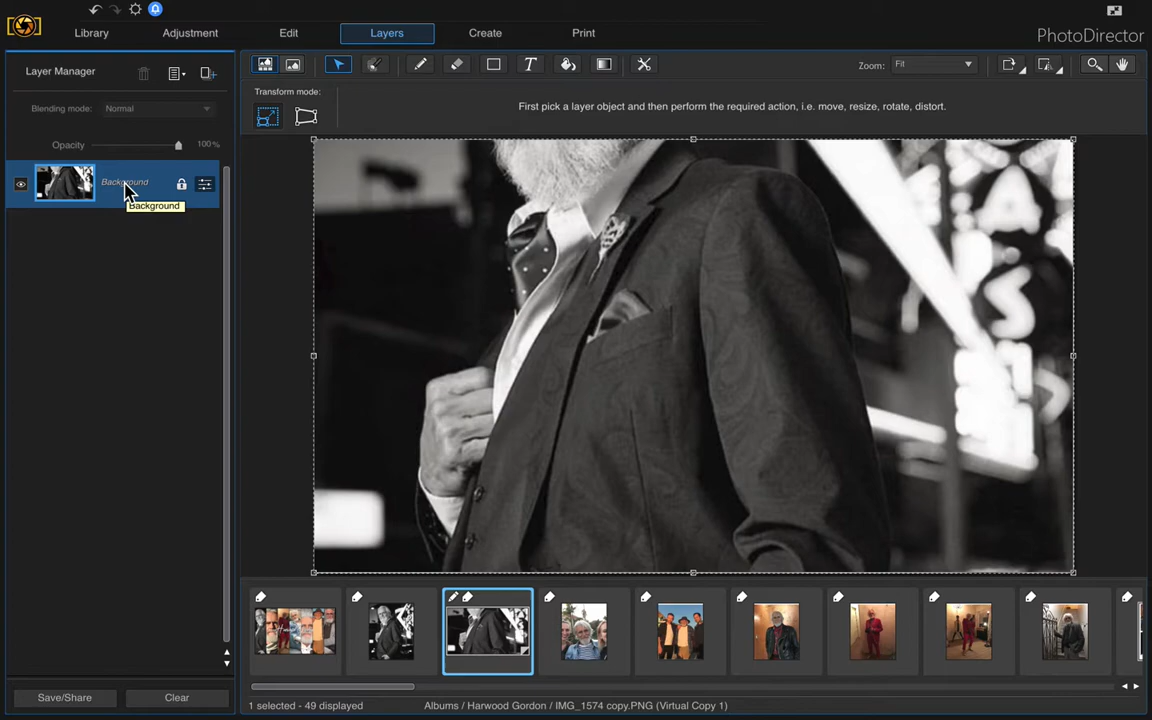 Library
Adjustment
Edit
Layers
Create
Print
PhotoDirector
Layer Manager
Zoom:
Fit
Transform mode:
First pick a layer object and then perform the required action, i.e. move, resize, rotate, distort.
Blending mode:
Normal
Opacity
100%
Background
Background
Save/Share
Clear
1 selected - 49 displayed
Albums / Harwood Gordon / IMG_1574 copy.PNG (Virtual Copy 1)